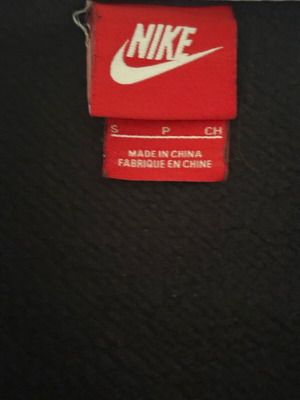 NIKE
S P CH
MADE IN CHINA
FABRIQUE EN CHINE